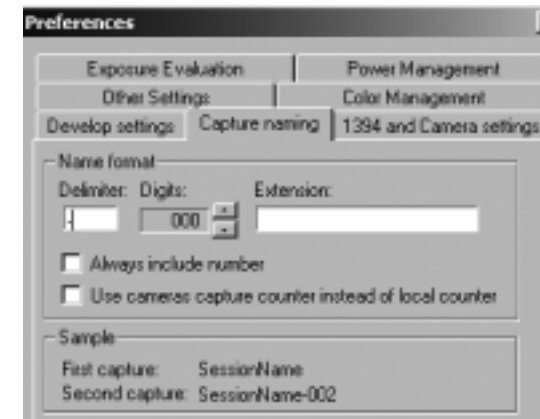 Preferences
Exposure Evaluation Power Management
Other Settings Color Management
Develop settings Capture naming 1394 and Camera settings
Name format
Delimiter: Digits: Extension:
- 000
Always include number
Use cameras capture counter instead of local counter
Sample
First capture: SessionName
Second capture: SessionName-002